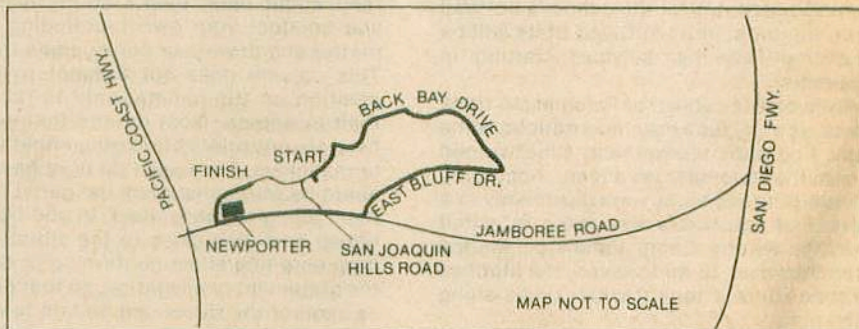 PACIFIC COAST HWY.
BACK BAY DRIVE
START
FINISH
EAST BLUFF DR.
SAN DIEGO FWY.
NEWPORTER
SAN JOAQUIN
HILLS ROAD
JAMBOREE ROAD
MAP NOT TO SCALE